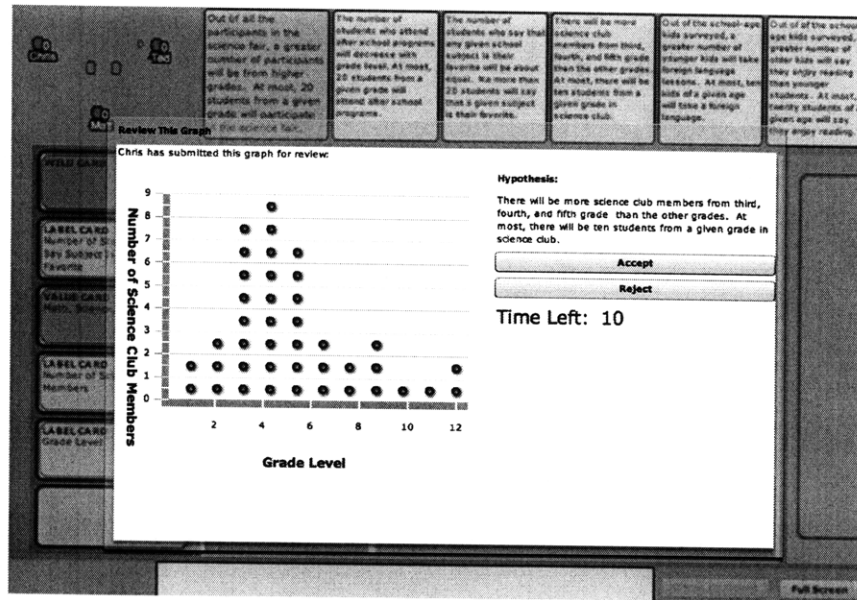 Chris
Ted
Out of all the
participants in the
science fair, a greater
number of participants
will be from higher
grades. At most, 20
students from a given
grade will participate
the science fair.
The number of
students who attend
after school programs
will decrease with
grade level. At most,
20 students from a
given grade will
attend after school
programs.
The number of
students who say that
any given school
subject is their
favorite will be about
equal. No more than
20 students will say
that a given subject
is their favorite.
There will be more
science club
members from third,
fourth, and fifth grade
than the other grades.
At most, there will be
ten students from a
given grade in
science club.
Out of the school-age
kids surveyed, a
greater number of
younger kids will take
foreign language
lessons. At most, ten
kids of a given age
will take a foreign
language.
Out of the school
age kids surveyed,
greater number of
older kids will say
they enjoy reading
than younger
students. At most,
twenty students of
given age will say
they enjoy reading
Review This Graph
Chris has submitted this graph for review:
WILD CARD
LABEL CARD
Number of
Say Subject
Favorite
VALUE CARD
Math,
LABEL CARD
Number of
Members
LABEL CARD
Grade Level
Number of Science Club Members
9
8
7
6
5
4
3
2
1
0
2 4 6 8 10 12
Grade Level
Hypothesis:
There will be more science club members from third,
fourth, and fifth grade than the other grades. At
most, there will be ten students from a given grade in
science club.
Accept
Reject
Time Left: 10
Full Screen